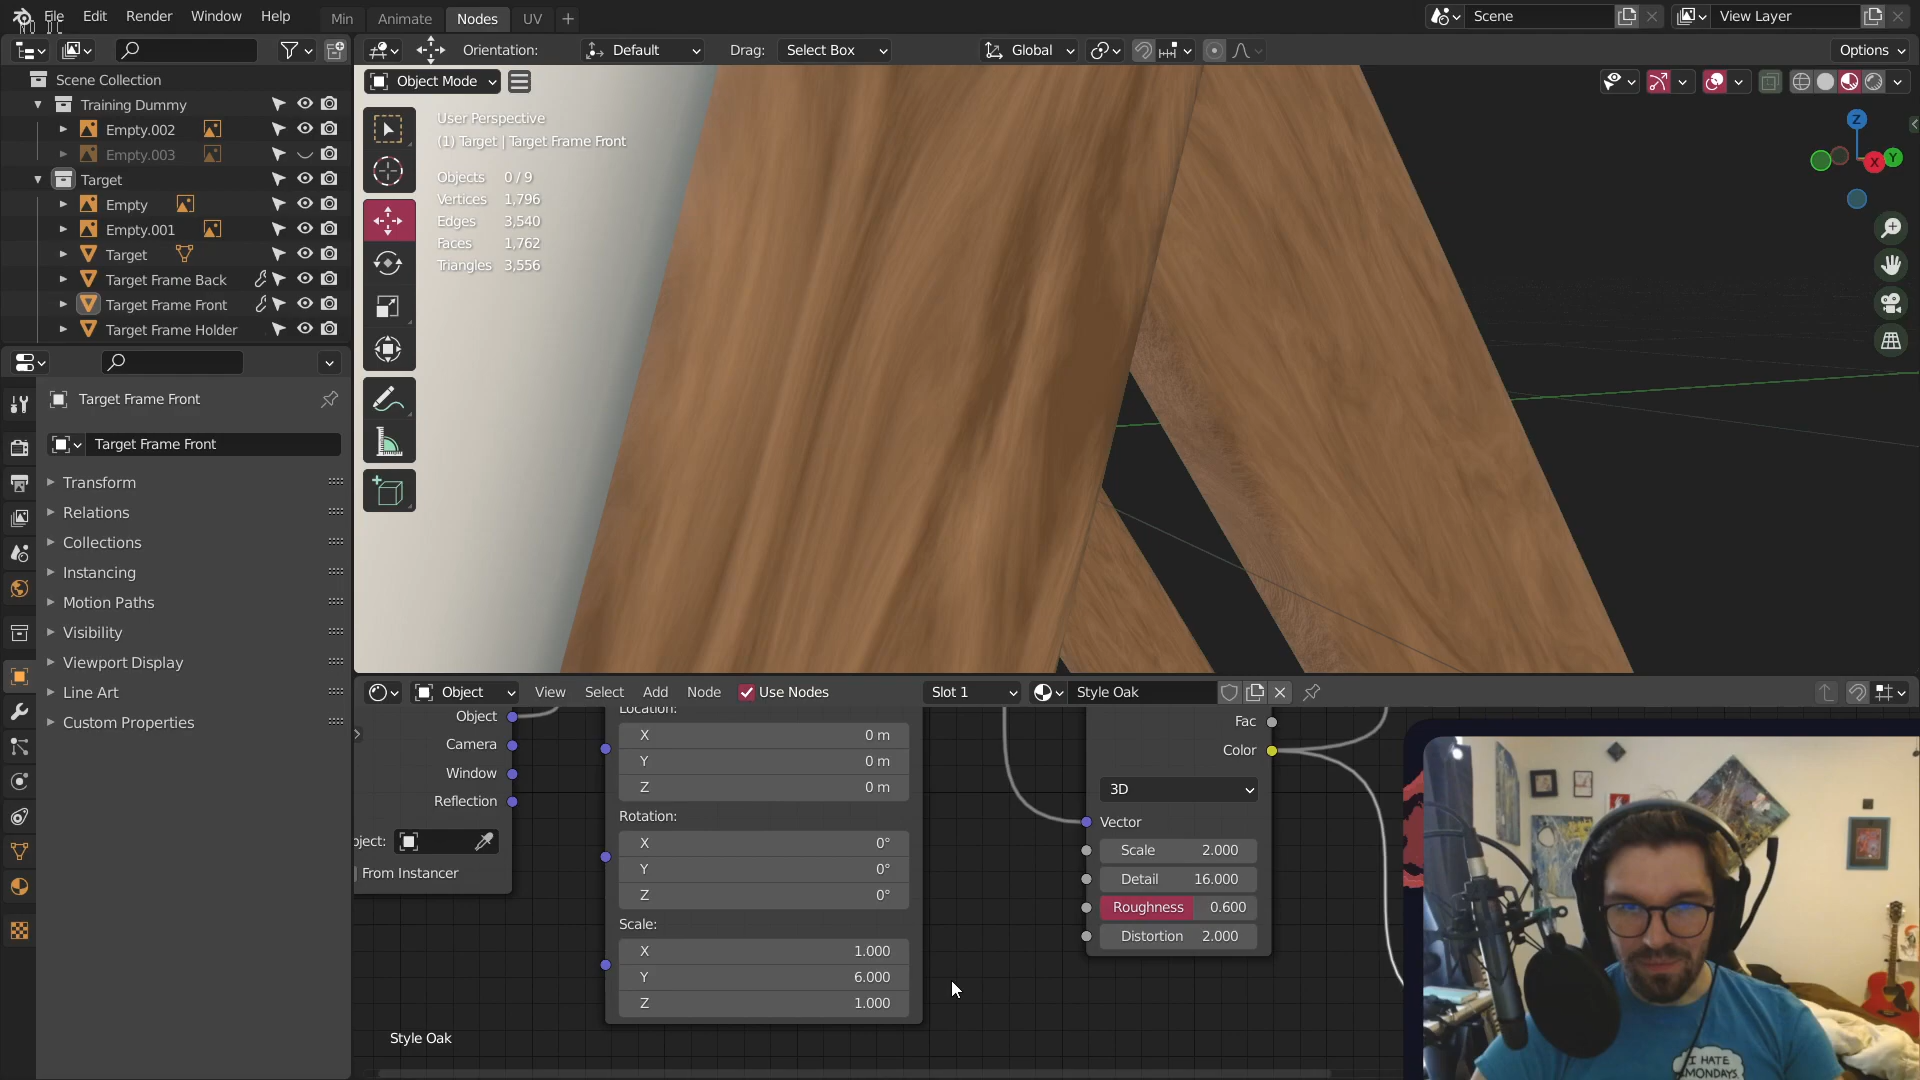 File Edit Render Window Help Min Animate Nodes UV + Scene View Layer
Orientation: Default Drag: Select Box Global Options
Scene Collection
Training Dummy
Empty.002
Empty.003
Target
Empty
Empty.001
Target
Target Frame Back
Target Frame Front
Target Frame Holder
Target Frame Front
Target Frame Front
Transform
Relations
Collections
Instancing
Motion Paths
Visibility
Viewport Display
Line Art
Custom Properties
Object Mode
User Perspective
(1) Target | Target Frame Front
Objects 0 / 9
Vertices 1,796
Edges 3,540
Faces 1,762
Triangles 3,556
Z
X
Y
Object View Select Add Node Use Nodes Slot 1 Style Oak
Object
Camera
Window
Reflection
bject:
From Instancer
Location:
X 0 m
Y 0 m
Z 0 m
Rotation:
X 0°
Y 0°
Z 0°
Scale:
X 1.000
Y 6.000
Z 1.000
Fac
Color
3D
Vector
Scale 2.000
Detail 16.000
Roughness 0.600
Distortion 2.000
Style Oak
I HATE
MONDAYS